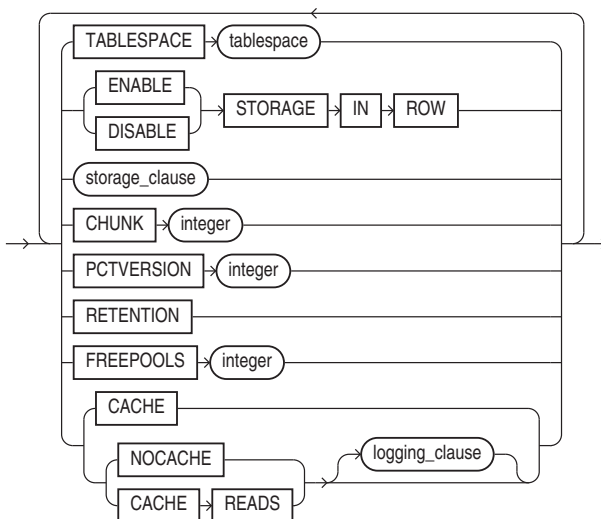 TABLESPACE tablespace
ENABLE
STORAGE IN ROW
DISABLE
storage_clause
CHUNK integer
PCTVERSION integer
RETENTION
FREEPOOLS integer
CACHE
NOCACHE
logging_clause
CACHE READS